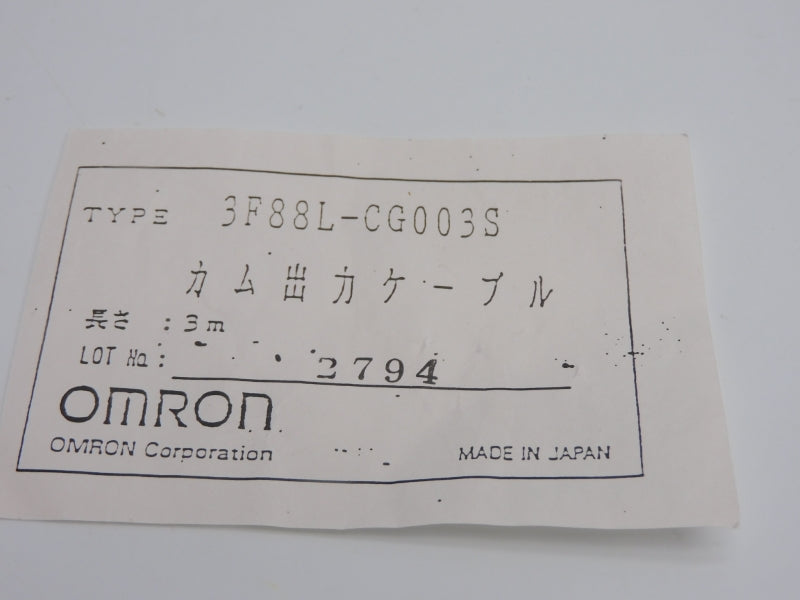 TYPE 3F88L-CG003S
カム出力ケーブル
長さ : 3m
LOT No: 2794
OMRON
OMRON Corporation MADE IN JAPAN